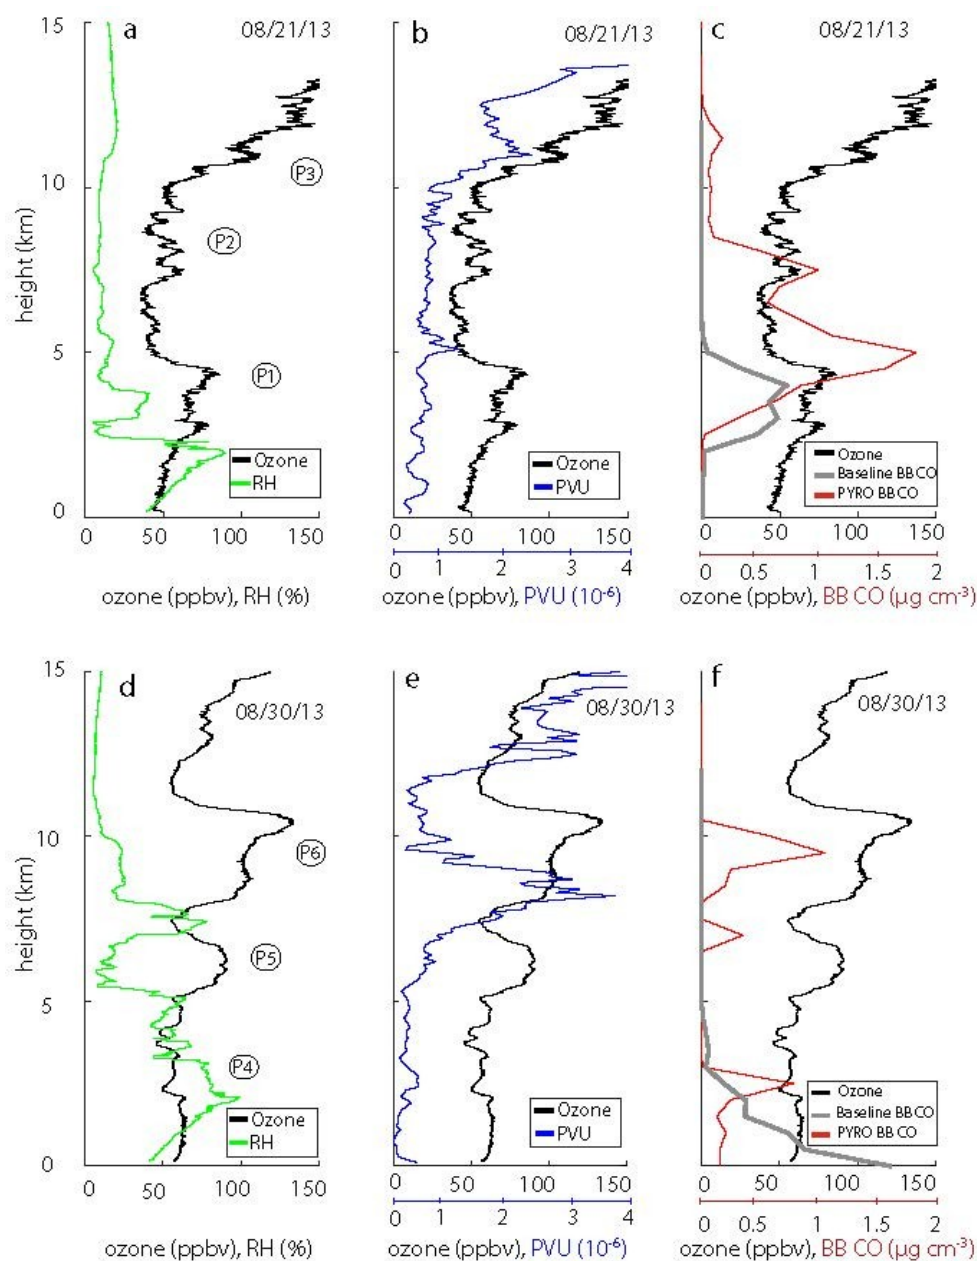 a 08/21/13
b 08/21/13
c 08/21/13
15
10
5
0
height (km)
P3
P2
P1
Ozone
RH
Ozone
PVU
Ozone
Baseline BBCO
PYRO BBCO
0 50 100 150
0 50 100 150
0 50 100 150
0 1 2 3 4
0 0.5 1 1.5 2
ozone (ppbv), RH (%)
ozone (ppbv), PVU (10⁻⁶)
ozone (ppbv), BB CO (µg cm⁻³)
d 08/30/13
e 08/30/13
f 08/30/13
15
10
5
0
height (km)
P6
P5
P4
Ozone
RH
Ozone
PVU
Ozone
Baseline BBCO
PYRO BBCO
0 50 100 150
0 50 100 150
0 50 100 150
0 1 2 3 4
0 0.5 1 1.5 2
ozone (ppbv), RH (%)
ozone (ppbv), PVU (10⁻⁶)
ozone (ppbv), BB CO (µg cm⁻³)